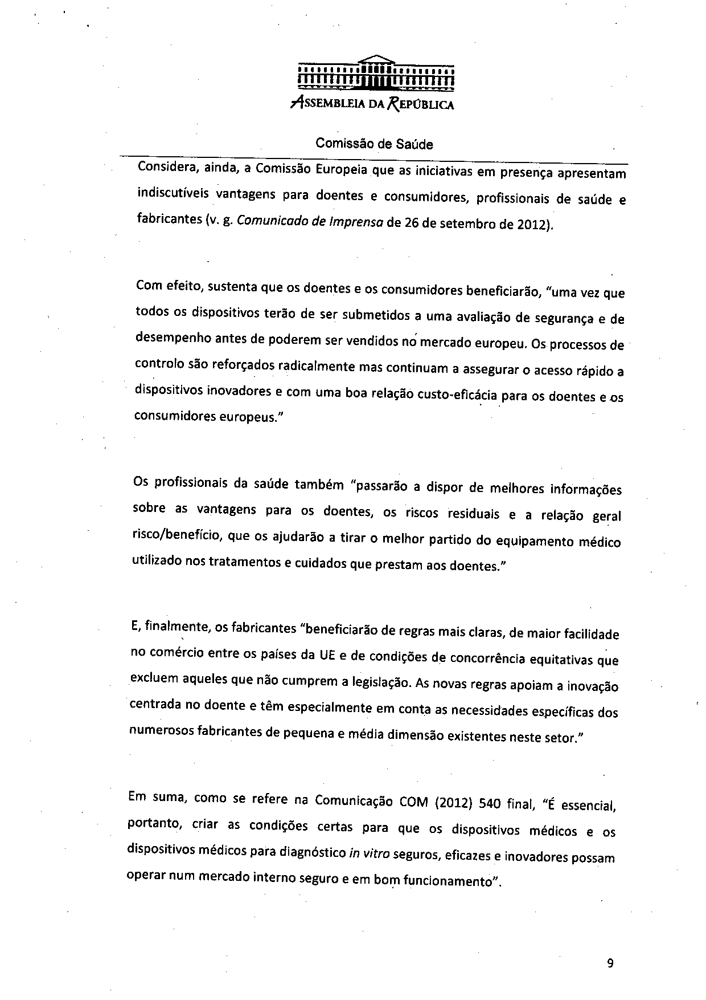 ASSEMBLEIA DA REPÚBLICA
Comissão de Saúde
Considera, ainda, a Comissão Europeia que as iniciativas em presença apresentam
indiscutíveis vantagens para doentes e consumidores, profissionais de saúde e
fabricantes (v. g. Comunicado de Imprensa de 26 de setembro de 2012).
Com efeito, sustenta que os doentes e os consumidores beneficiarão, "uma vez que
todos os dispositivos terão de ser submetidos a uma avaliação de segurança e de
desempenho antes de poderem ser vendidos no mercado europeu. Os processos de
controlo são reforçados radicalmente mas continuam a assegurar o acesso rápido a
dispositivos inovadores e com uma boa relação custo-eficácia para os doentes e os
consumidores europeus."
Os profissionais da saúde também "passarão a dispor de melhores informações
sobre as vantagens para os doentes, os riscos residuais e a relação geral
risco/benefício, que os ajudarão a tirar o melhor partido do equipamento médico
utilizado nos tratamentos e cuidados que prestam aos doentes."
E, finalmente, os fabricantes "beneficiarão de regras mais claras, de maior facilidade
no comércio entre os países da UE e de condições de concorrência equitativas que
excluem aqueles que não cumprem a legislação. As novas regras apoiam a inovação
centrada no doente e têm especialmente em conta as necessidades específicas dos
numerosos fabricantes de pequena e média dimensão existentes neste setor."
Em suma, como se refere na Comunicação COM (2012) 540 final, "É essencial,
portanto, criar as condições certas para que os dispositivos médicos e os
dispositivos médicos para diagnóstico in vitro seguros, eficazes e inovadores possam
operar num mercado interno seguro e em bom funcionamento".
9